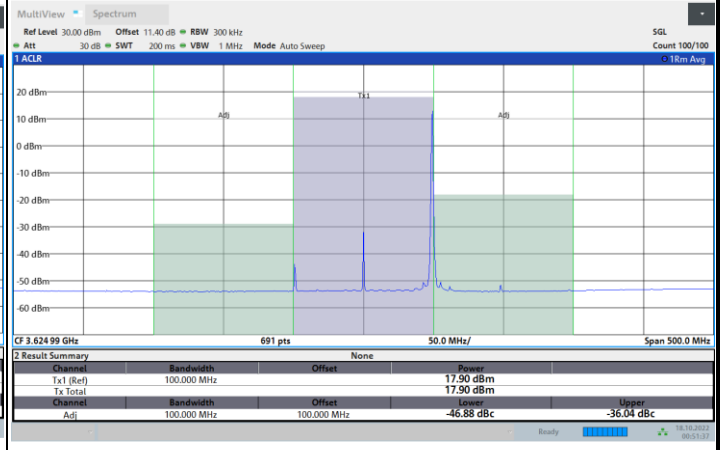 MultiView Spectrum
Ref Level 30.00 dBm Offset 11.40 dB RBW 300 kHz SGL
Att 30 dB SWT 200 ms VBW 1 MHz Mode Auto Sweep Count 100/100
1 ACLR 1Rm Avg
20 dBm
Tx1
10 dBm
Adj Adj
0 dBm
-10 dBm
-20 dBm
-30 dBm
-40 dBm
-50 dBm
-60 dBm
CF 3.624 99 GHz 691 pts 50.0 MHz/ Span 500.0 MHz
2 Result Summary None
Channel Bandwidth Offset Power
Tx1 (Ref) 100.000 MHz 17.90 dBm
Tx Total 17.90 dBm
Channel Bandwidth Offset Lower Upper
Adj 100.000 MHz 100.000 MHz -46.88 dBc -36.04 dBc
Ready 18.10.2022
00:51:37